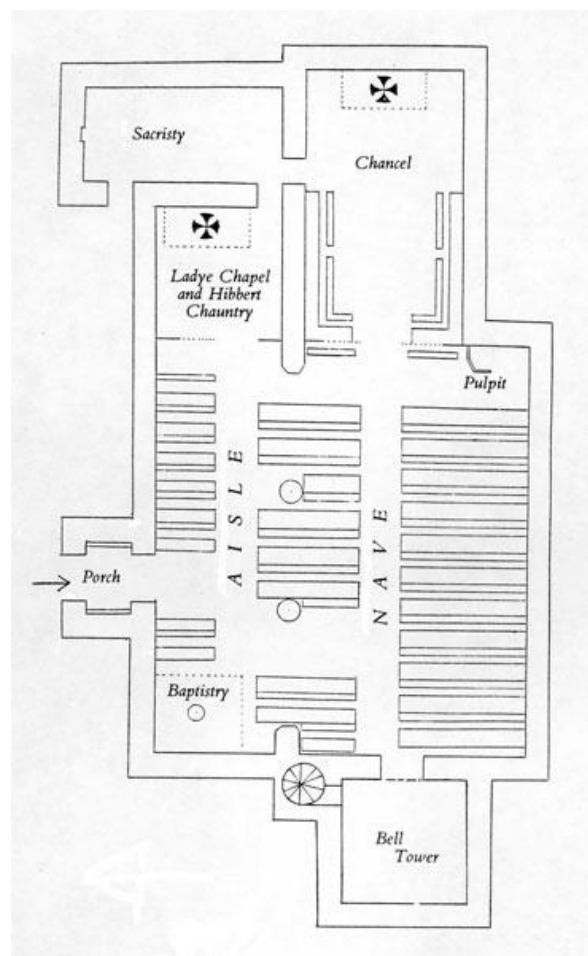 Sacristy
Chancel
Ladye Chapel
and Hibbert
Chauntry
Pulpit
AISLE
NAVE
Porch
Baptistry
Bell
Tower